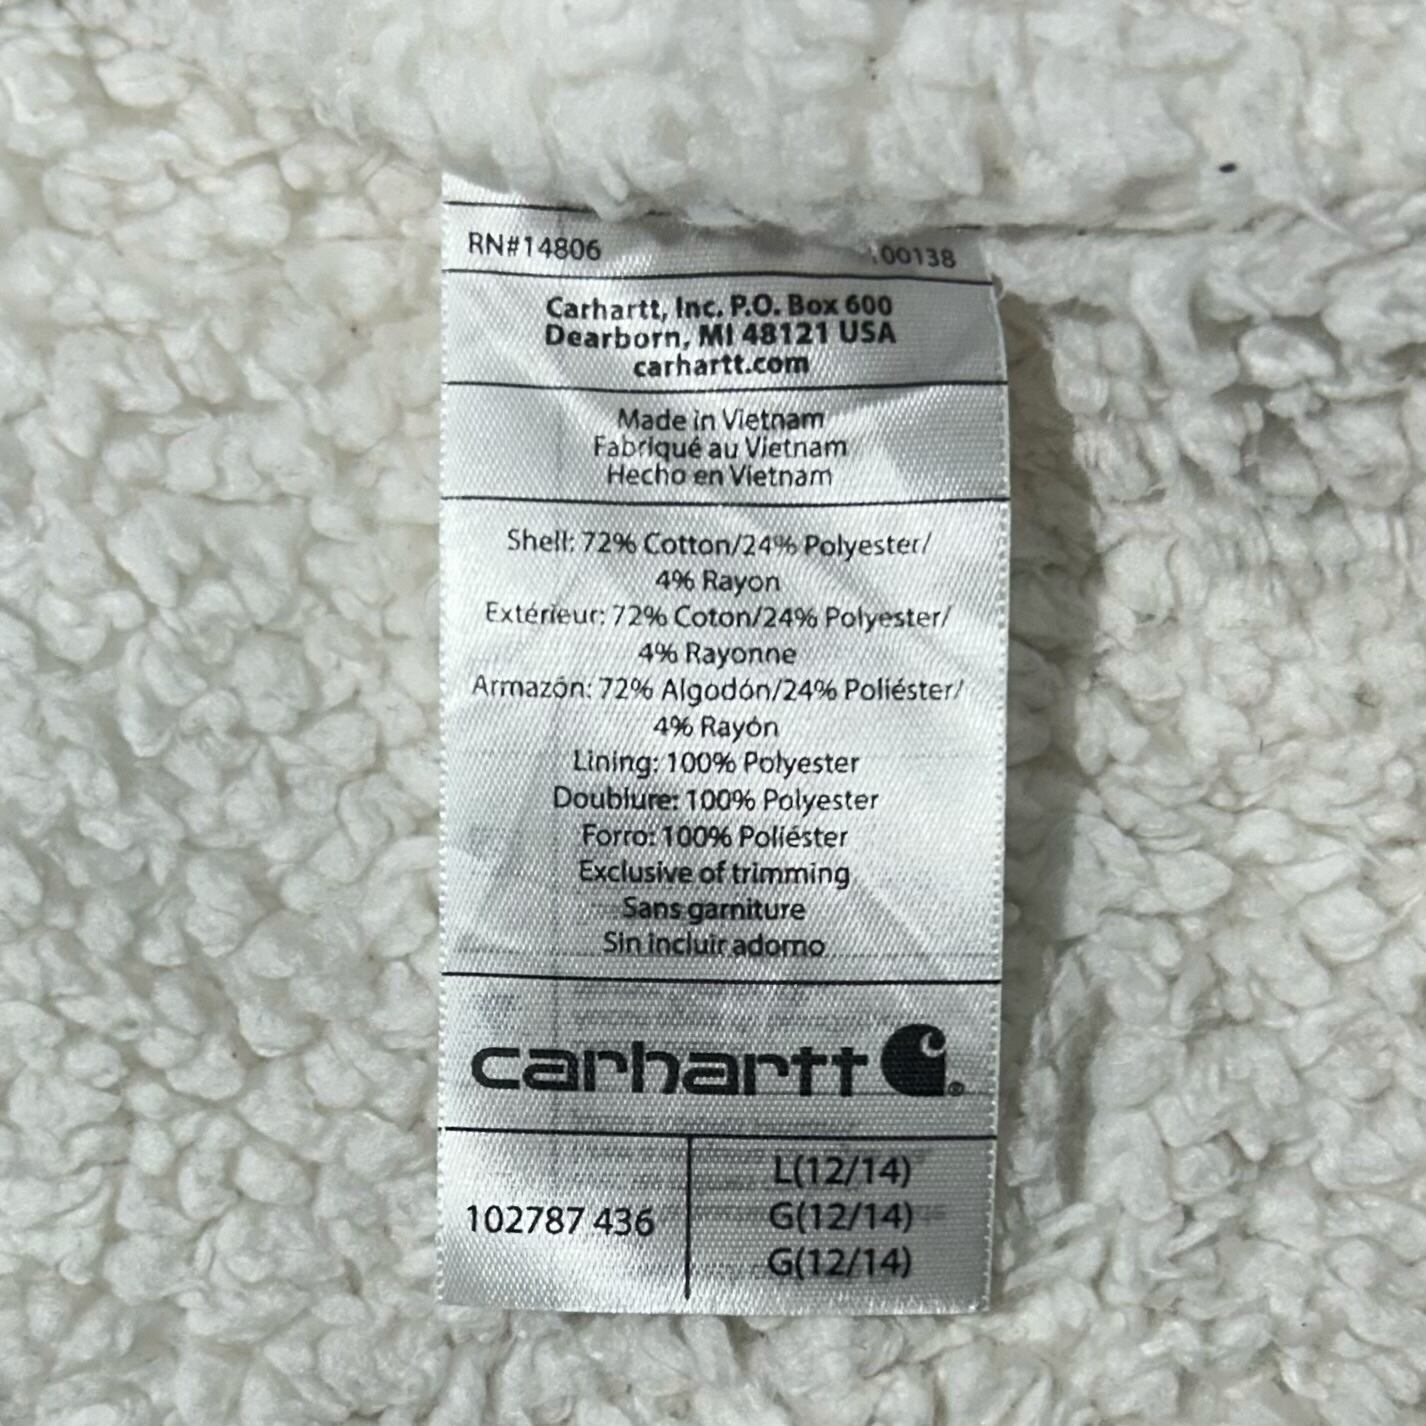 RN#14806
00138
Carhartt, Inc. P.O. Box 600
Dearborn, MI 48121 USA
carhartt.com
Made in Vietnam
Fabriqué au Vietnam
Hecho en Vietnam
Shell: 72% Cotton/24% Polyester/
4% Rayon
Extérieur: 72% Coton/24% Polyester/
4% Rayonne
Armazón: 72% Algodón/24% Poliéster/
4% Rayón
Lining: 100% Polyester
Doublure: 100% Polyester
Forro: 100% Poliéster
Exclusive of trimming
Sans garniture
Sin incluir adorno
carhartt
102787 436
L(12/14)
G(12/14)
G(12/14)